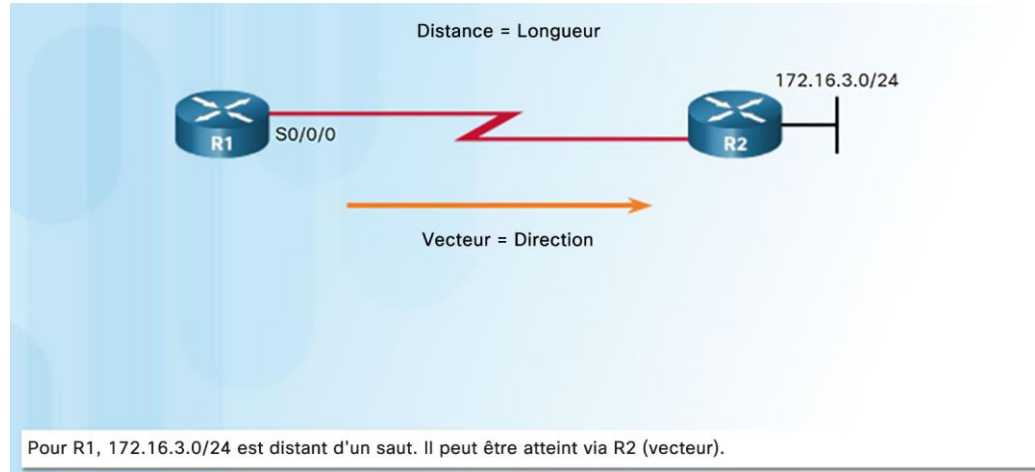 Distance = Longueur
172.16.3.0/24
S0/0/0
R1
R2
Vecteur = Direction
Pour R1, 172.16.3.0/24 est distant d'un saut. Il peut être atteint via R2 (vecteur).